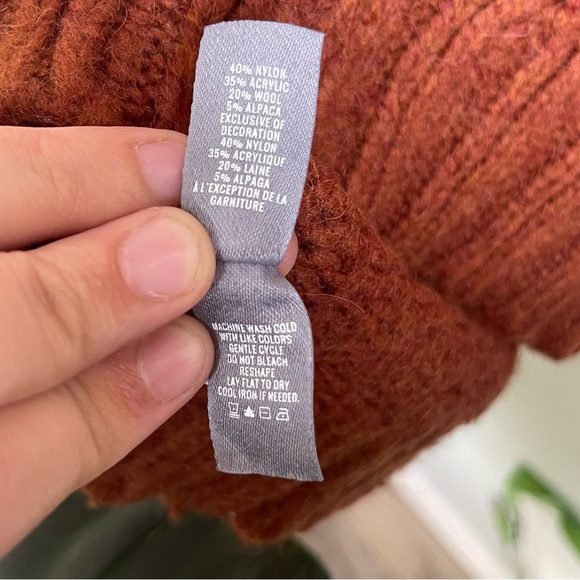 40% NYLON
35% ACRYLIC
20% WOOL
5% ALPACA
EXCLUSIVE OF
DECORATION
40% NYLON
35% ACRYLIQUE
20% LAINE
5% ALPAGA
À L'EXCEPTION DE LA
GARNITURE
MACHINE WASH COLD
WITH LIKE COLORS
GENTLE CYCLE
DO NOT BLEACH
RESHAPE
LAY FLAT TO DRY
COOL IRON IF NEEDED.